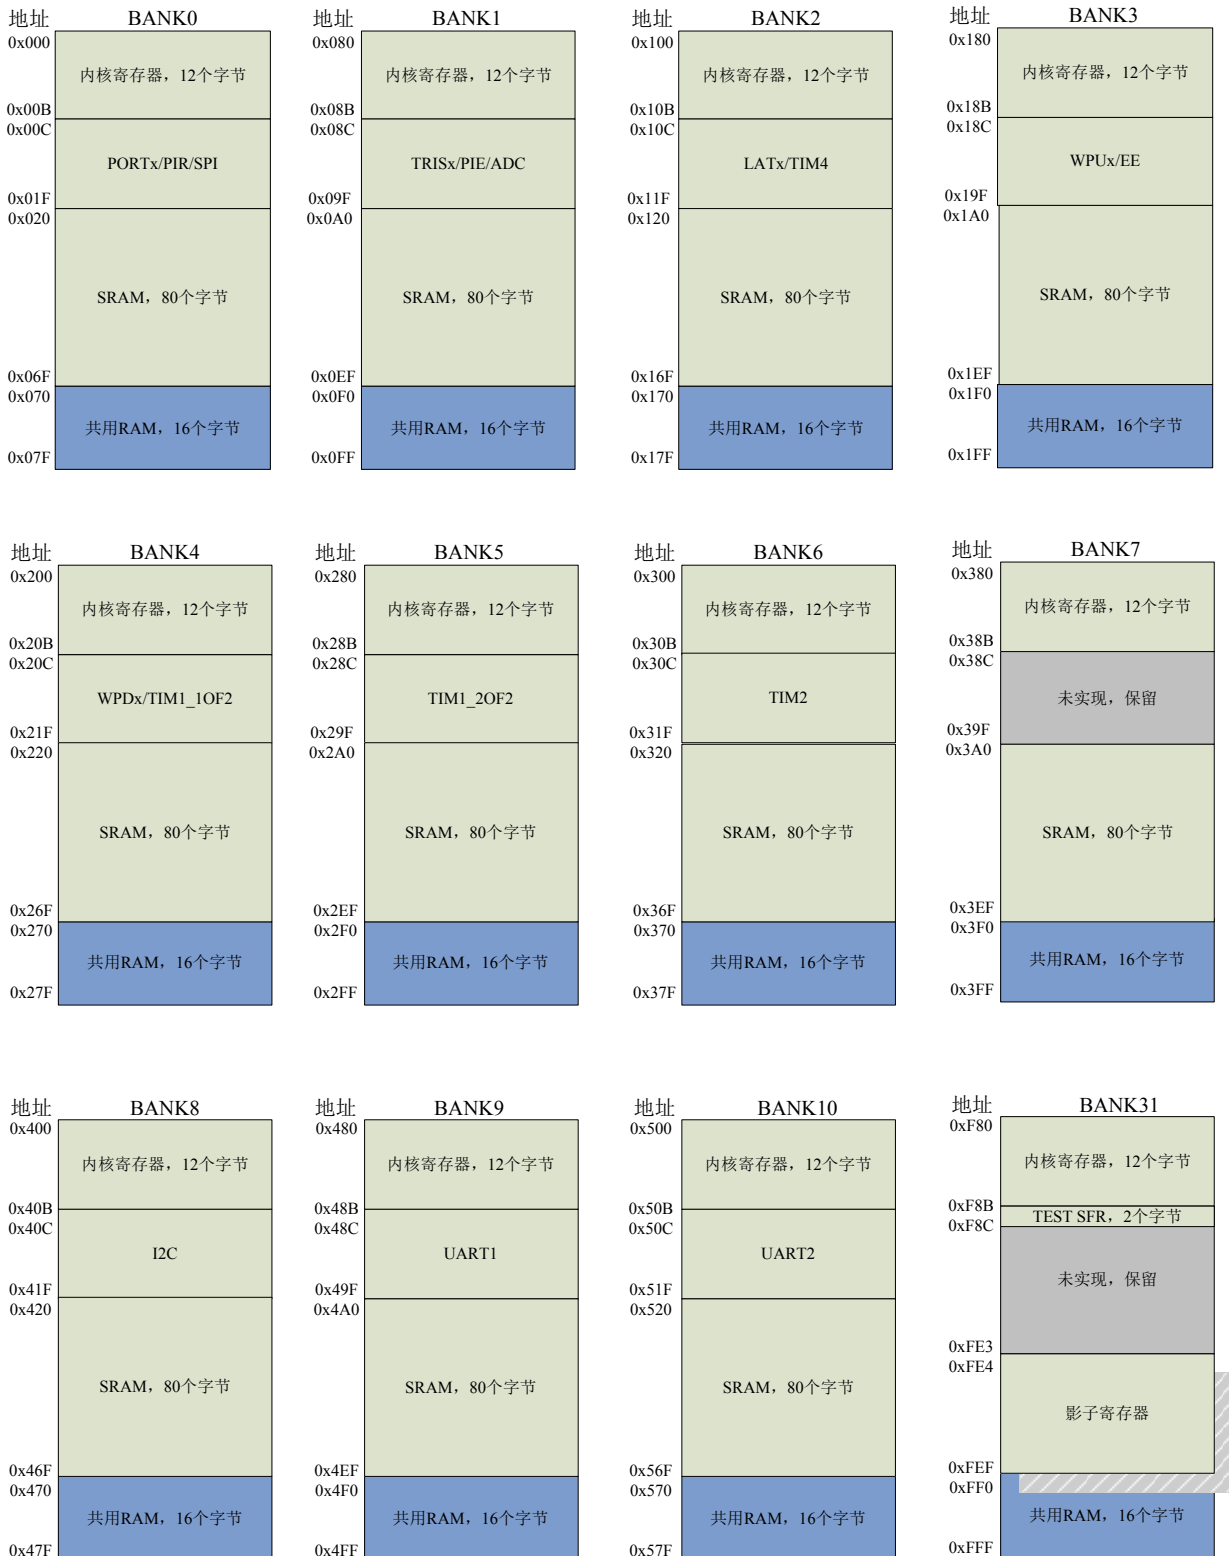 地址 BANK0
0x000
内核寄存器，12个字节
0x00B
0x00C
PORTx/PIR/SPI
0x01F
0x020
SRAM，80个字节
0x06F
0x070
共用RAM，16个字节
0x07F
地址 BANK1
0x080
内核寄存器，12个字节
0x08B
0x08C
TRISx/PIE/ADC
0x09F
0x0A0
SRAM，80个字节
0x0EF
0x0F0
共用RAM，16个字节
0x0FF
地址 BANK2
0x100
内核寄存器，12个字节
0x10B
0x10C
LATx/TIM4
0x11F
0x120
SRAM，80个字节
0x16F
0x170
共用RAM，16个字节
0x17F
地址 BANK3
0x180
内核寄存器，12个字节
0x18B
0x18C
WPUx/EE
0x19F
0x1A0
SRAM，80个字节
0x1EF
0x1F0
共用RAM，16个字节
0x1FF
地址 BANK4
0x200
内核寄存器，12个字节
0x20B
0x20C
WPDx/TIM1_1OF2
0x21F
0x220
SRAM，80个字节
0x26F
0x270
共用RAM，16个字节
0x27F
地址 BANK5
0x280
内核寄存器，12个字节
0x28B
0x28C
TIM1_2OF2
0x29F
0x2A0
SRAM，80个字节
0x2EF
0x2F0
共用RAM，16个字节
0x2FF
地址 BANK6
0x300
内核寄存器，12个字节
0x30B
0x30C
TIM2
0x31F
0x320
SRAM，80个字节
0x36F
0x370
共用RAM，16个字节
0x37F
地址 BANK7
0x380
内核寄存器，12个字节
0x38B
0x38C
未实现，保留
0x39F
0x3A0
SRAM，80个字节
0x3EF
0x3F0
共用RAM，16个字节
0x3FF
地址 BANK8
0x400
内核寄存器，12个字节
0x40B
0x40C
I2C
0x41F
0x420
SRAM，80个字节
0x46F
0x470
共用RAM，16个字节
0x47F
地址 BANK9
0x480
内核寄存器，12个字节
0x48B
0x48C
UART1
0x49F
0x4A0
SRAM，80个字节
0x4EF
0x4F0
共用RAM，16个字节
0x4FF
地址 BANK10
0x500
内核寄存器，12个字节
0x50B
0x50C
UART2
0x51F
0x520
SRAM，80个字节
0x56F
0x570
共用RAM，16个字节
0x57F
地址 BANK31
0xF80
内核寄存器，12个字节
0xF8B
TEST SFR，2个字节
0xF8C
未实现，保留
0xFE3
0xFE4
影子寄存器
0xFEF
0xFF0
共用RAM，16个字节
0xFFF